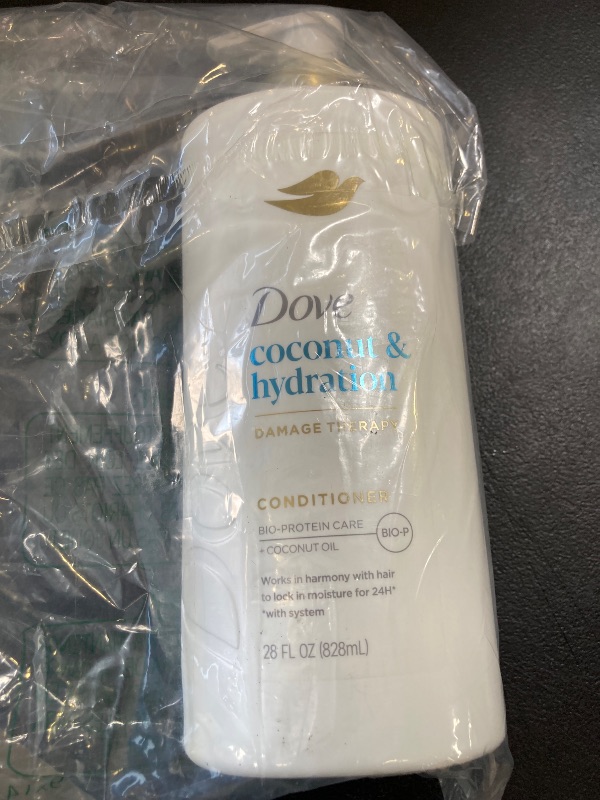 Dove
coconut &
hydration
DAMAGE THERAPY
CONDITIONER
BIO-PROTEIN CARE
+ COCONUT OIL
BIO-P
Works in harmony with hair
to lock in moisture for 24H*
*with system
28 FL OZ (828mL)
Dove